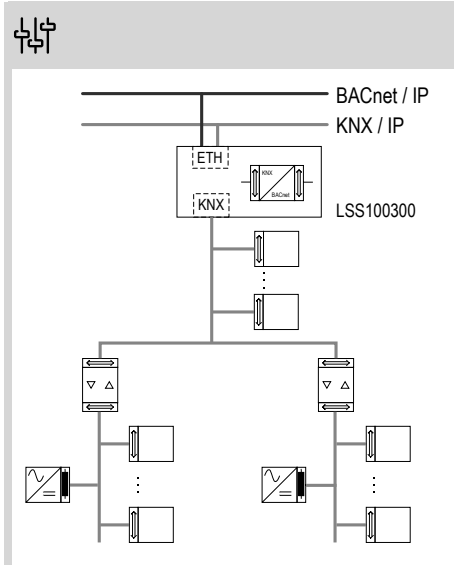 BACnet / IP
KNX / IP
ETH
KNX
BACnet
KNX
LSS100300